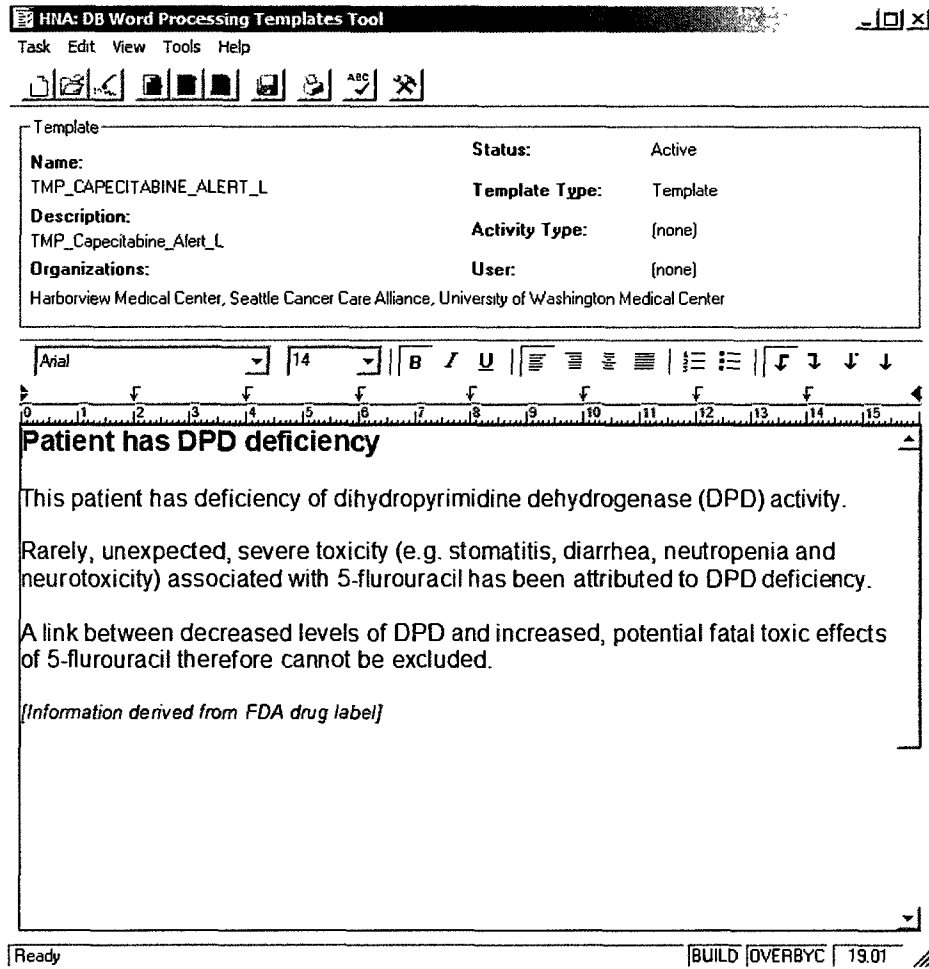 HNA: DB Word Processing Templates Tool
Task Edit View Tools Help
ABC
Template
Name:
TMP_CAPECITABINE_ALERT_L
Description:
TMP_Capecitabine_Alert_L
Organizations:
Harborview Medical Center, Seattle Cancer Care Alliance, University of Washington Medical Center
Status: Active
Template Type: Template
Activity Type: (none)
User: (none)
Arial 14 B I U
0 1 2 3 4 5 6 7 8 9 10 11 12 13 14 15
Patient has DPD deficiency
This patient has deficiency of dihydropyrimidine dehydrogenase (DPD) activity.
Rarely, unexpected, severe toxicity (e.g. stomatitis, diarrhea, neutropenia and
neurotoxicity) associated with 5-flurouracil has been attributed to DPD deficiency.
A link between decreased levels of DPD and increased, potential fatal toxic effects
of 5-flurouracil therefore cannot be excluded.
[Information derived from FDA drug label]
Ready BUILD OVERBYC 19.01